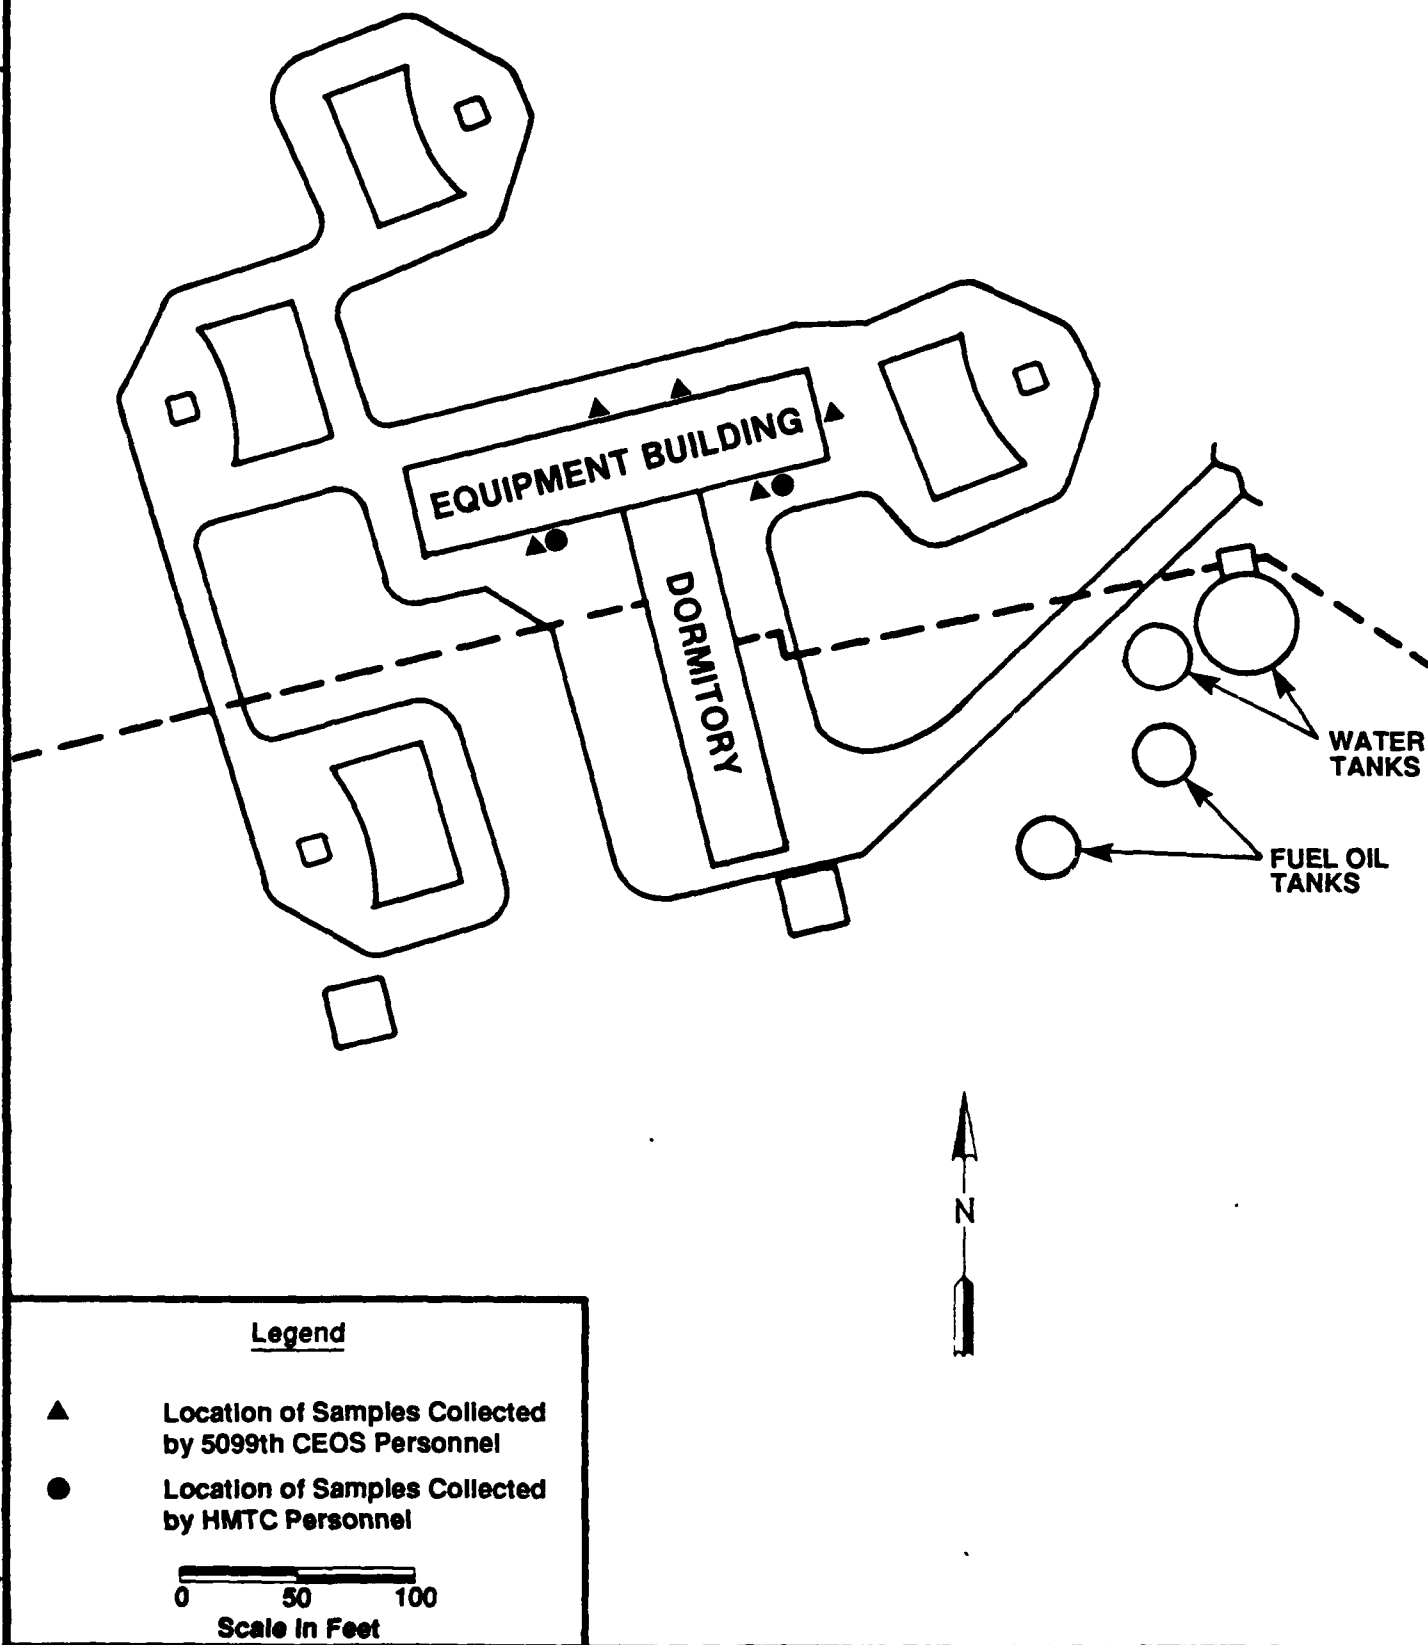 EQUIPMENT BUILDING
DORMITORY
WATER
TANKS
FUEL OIL
TANKS
N
Legend
Location of Samples Collected
by 5099th CEOS Personnel
Location of Samples Collected
by HMTC Personnel
0 50 100
Scale in Feet